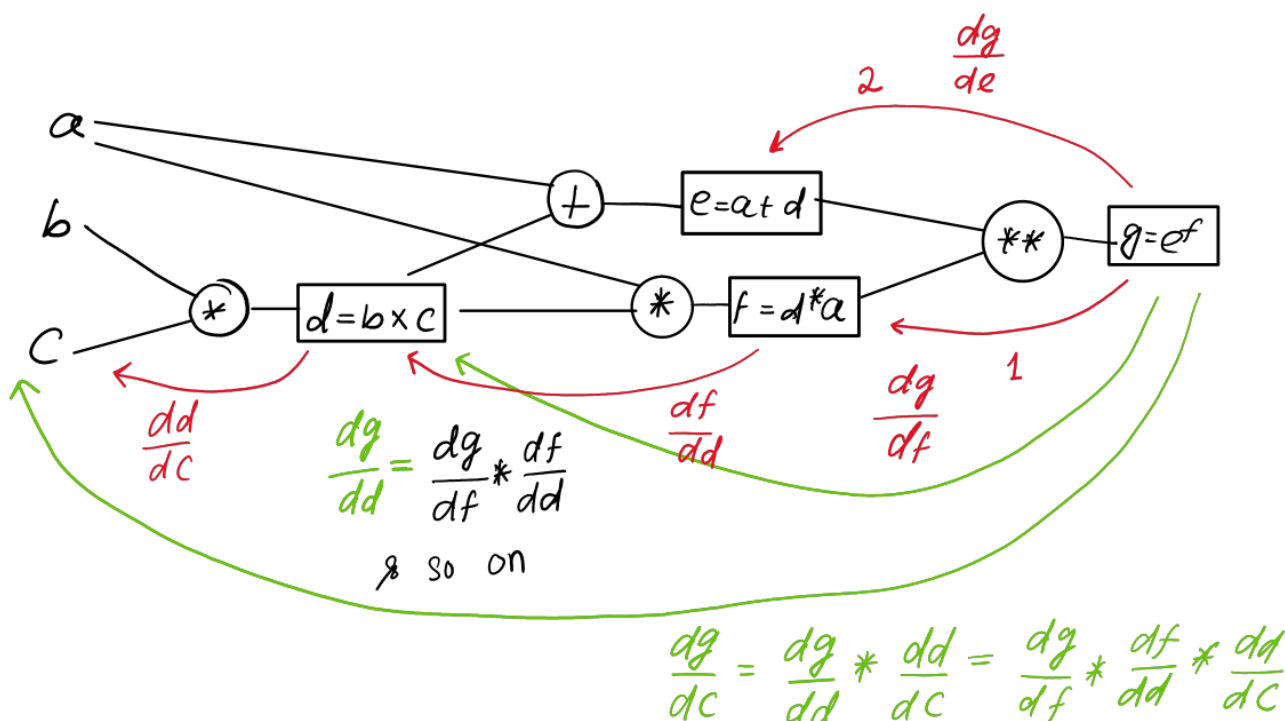 dg/de
2
a
+
e=a+d
b
**
g=e^f
*
d=b×c
*
f=d*a
c
1
dd/dc
df/dd
dg/df
dg/dd = dg/df * df/dd
& so on
dg/dc = dg/dd * dd/dc = dg/df * df/dd * dd/dc